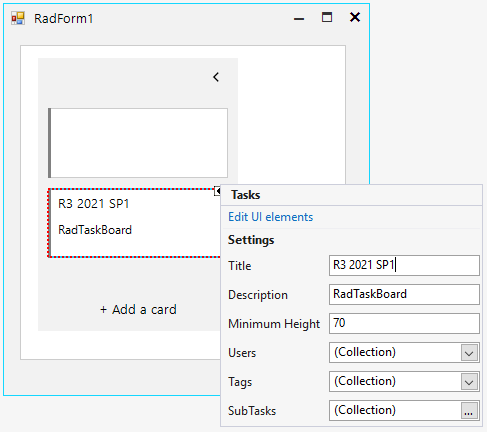 RadForm1
R3 2021 SP1
RadTaskBoard
+ Add a card
Tasks
Edit UI elements
Settings
Title R3 2021 SP1
Description RadTaskBoard
Minimum Height 70
Users (Collection)
Tags (Collection)
SubTasks (Collection) ...